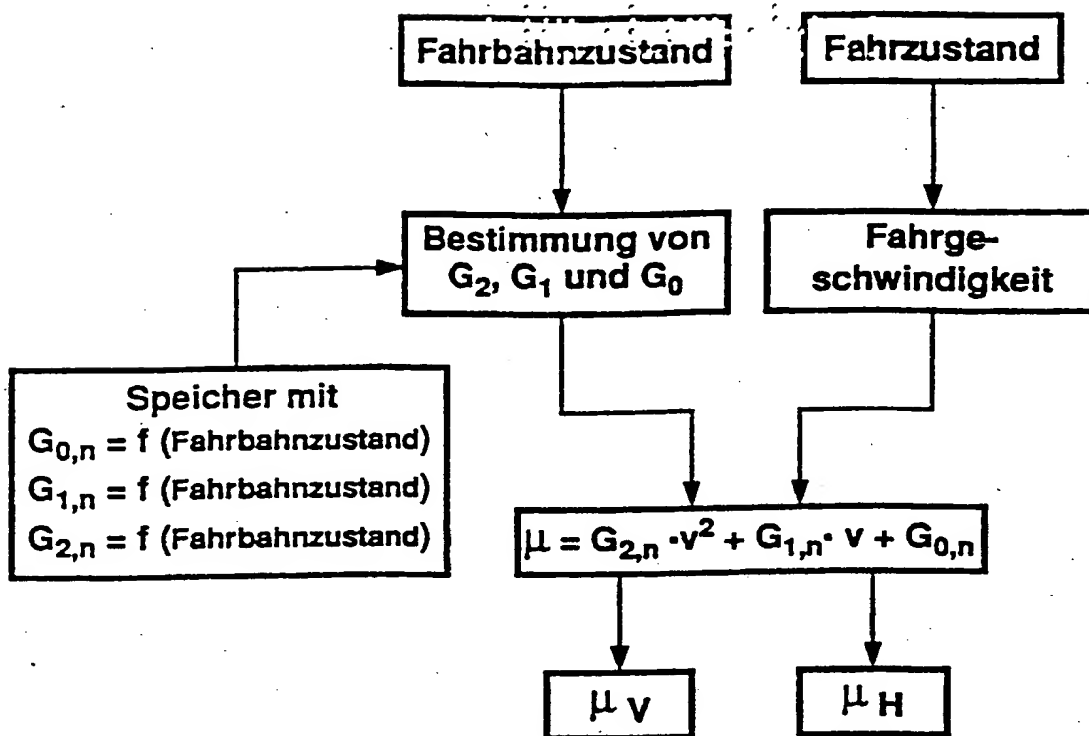 Fahrbahnzustand
Fahrzustand
Bestimmung von
G₂, G₁ und G₀
Fahrge-
schwindigkeit
Speicher mit
G₀,ₙ = f (Fahrbahnzustand)
G₁,ₙ = f (Fahrbahnzustand)
G₂,ₙ = f (Fahrbahnzustand)
μ = G₂,ₙ · v² + G₁,ₙ · v + G₀,ₙ
μ V
μ H